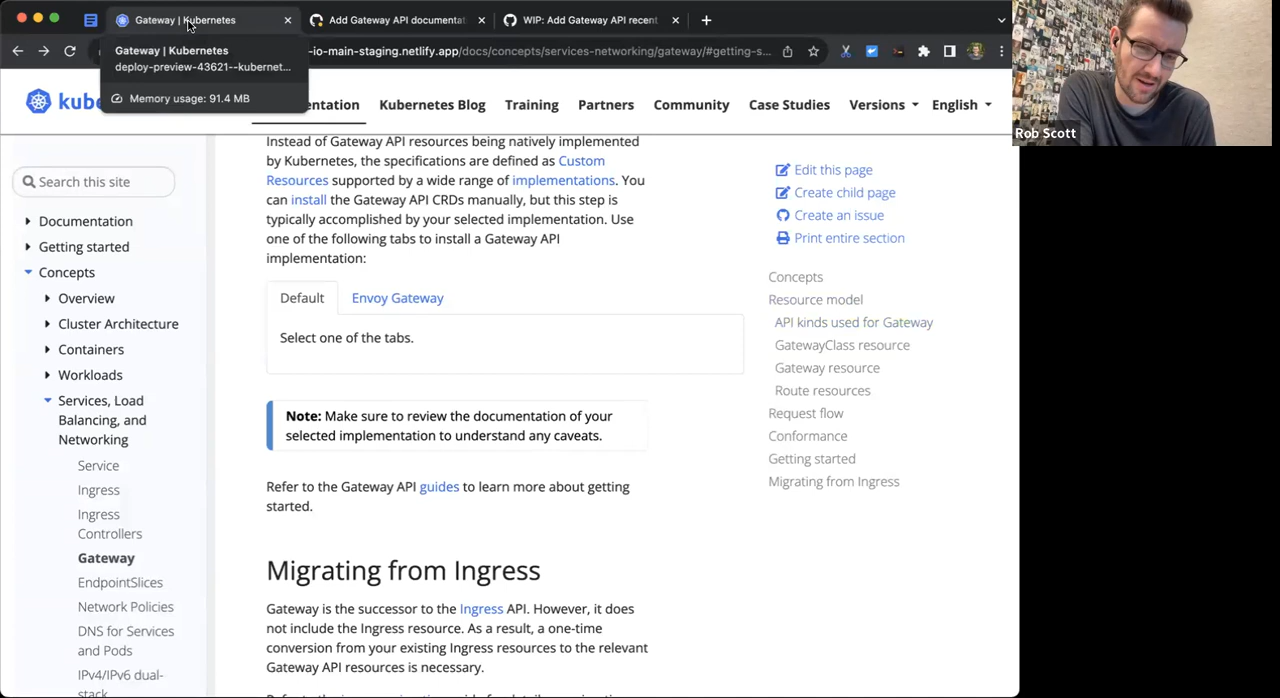 Gateway | Kubernetes
Add Gateway API documentat
WIP: Add Gateway API recent
-io-main-staging.netlify.app/docs/concepts/services-networking/gateway/#getting-s...
Gateway | Kubernetes
deploy-preview-43621--kubernet...
Memory usage: 91.4 MB
Rob Scott
kube
entation
Kubernetes Blog
Training
Partners
Community
Case Studies
Versions
English
Search this site
Documentation
Getting started
Concepts
Overview
Cluster Architecture
Containers
Workloads
Services, Load
Balancing, and
Networking
Service
Ingress
Ingress
Controllers
Gateway
EndpointSlices
Network Policies
DNS for Services
and Pods
IPv4/IPv6 dual-
stack
Instead of Gateway API resources being natively implemented
by Kubernetes, the specifications are defined as Custom
Resources supported by a wide range of implementations. You
can install the Gateway API CRDs manually, but this step is
typically accomplished by your selected implementation. Use
one of the following tabs to install a Gateway API
implementation:
Default
Envoy Gateway
Select one of the tabs.
Note: Make sure to review the documentation of your
selected implementation to understand any caveats.
Refer to the Gateway API guides to learn more about getting
started.
Migrating from Ingress
Gateway is the successor to the Ingress API. However, it does
not include the Ingress resource. As a result, a one-time
conversion from your existing Ingress resources to the relevant
Gateway API resources is necessary.
Edit this page
Create child page
Create an issue
Print entire section
Concepts
Resource model
API kinds used for Gateway
GatewayClass resource
Gateway resource
Route resources
Request flow
Conformance
Getting started
Migrating from Ingress